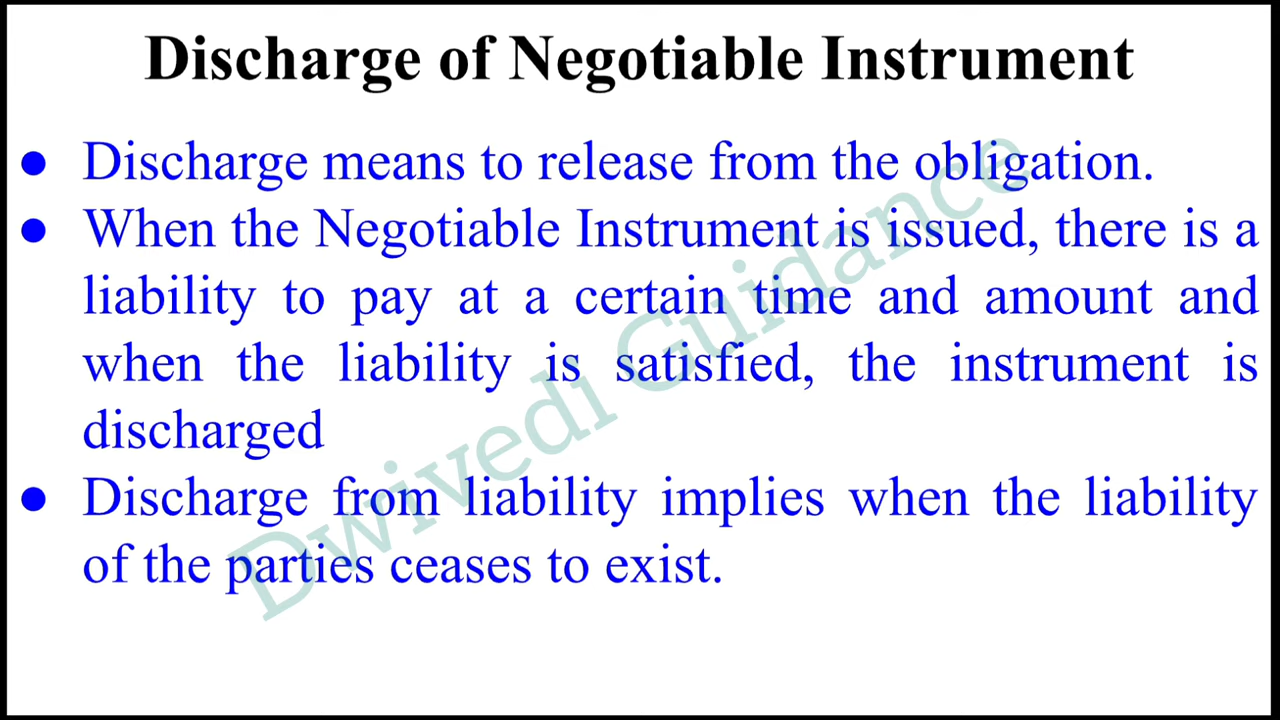 Discharge of Negotiable Instrument
● Discharge means to release from the obligation.
● When the Negotiable Instrument is issued, there is a
liability to pay at a certain time and amount and
when the liability is satisfied, the instrument is
discharged
● Discharge from liability implies when the liability
of the parties ceases to exist.
Dwivedi Guidance